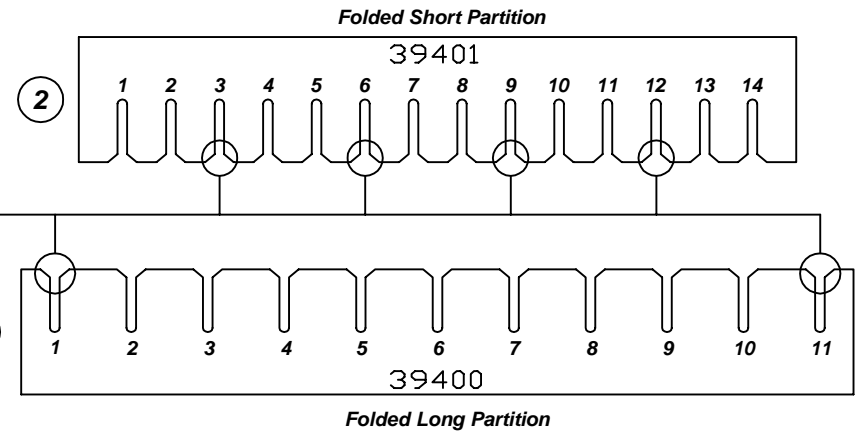 Folded Short Partition
39401
2
1 2 3 4 5 6 7 8 9 10 11 12 13 14
1 2 3 4 5 6 7 8 9 10 11
39400
Folded Long Partition